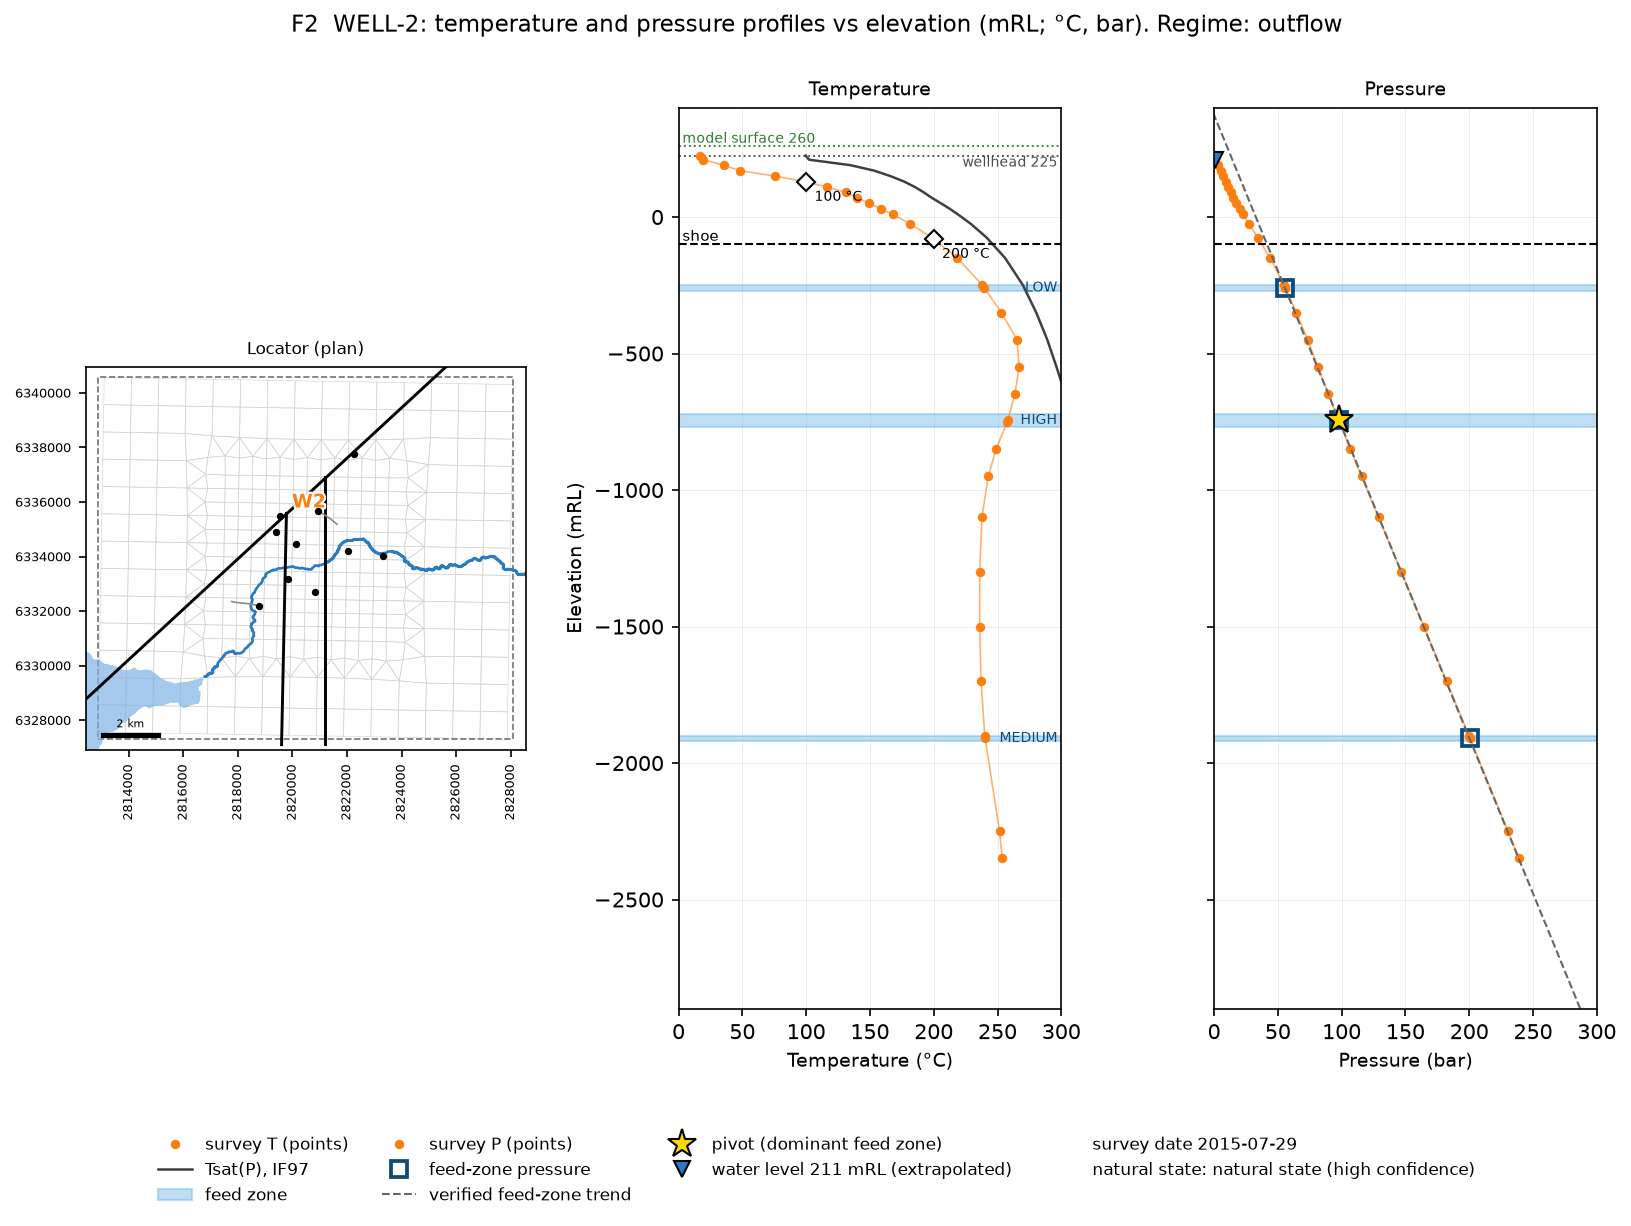 F2  WELL-2: temperature and pressure profiles vs elevation (mRL; °C, bar). Regime: outflow
Locator (plan)
6340000
6338000
6336000
6334000
6332000
6330000
6328000
W2
2 km
2814000
2816000
2818000
2820000
2822000
2824000
2826000
2828000
Temperature
Elevation (mRL)
0
−500
−1000
−1500
−2000
−2500
model surface 260
wellhead 225
100 °C
shoe
200 °C
LOW
HIGH
MEDIUM
0
50
100
150
200
250
300
Temperature (°C)
Pressure
0
50
100
150
200
250
300
Pressure (bar)
survey T (points)
Tsat(P), IF97
feed zone
survey P (points)
feed-zone pressure
verified feed-zone trend
pivot (dominant feed zone)
water level 211 mRL (extrapolated)
survey date 2015-07-29
natural state: natural state (high confidence)